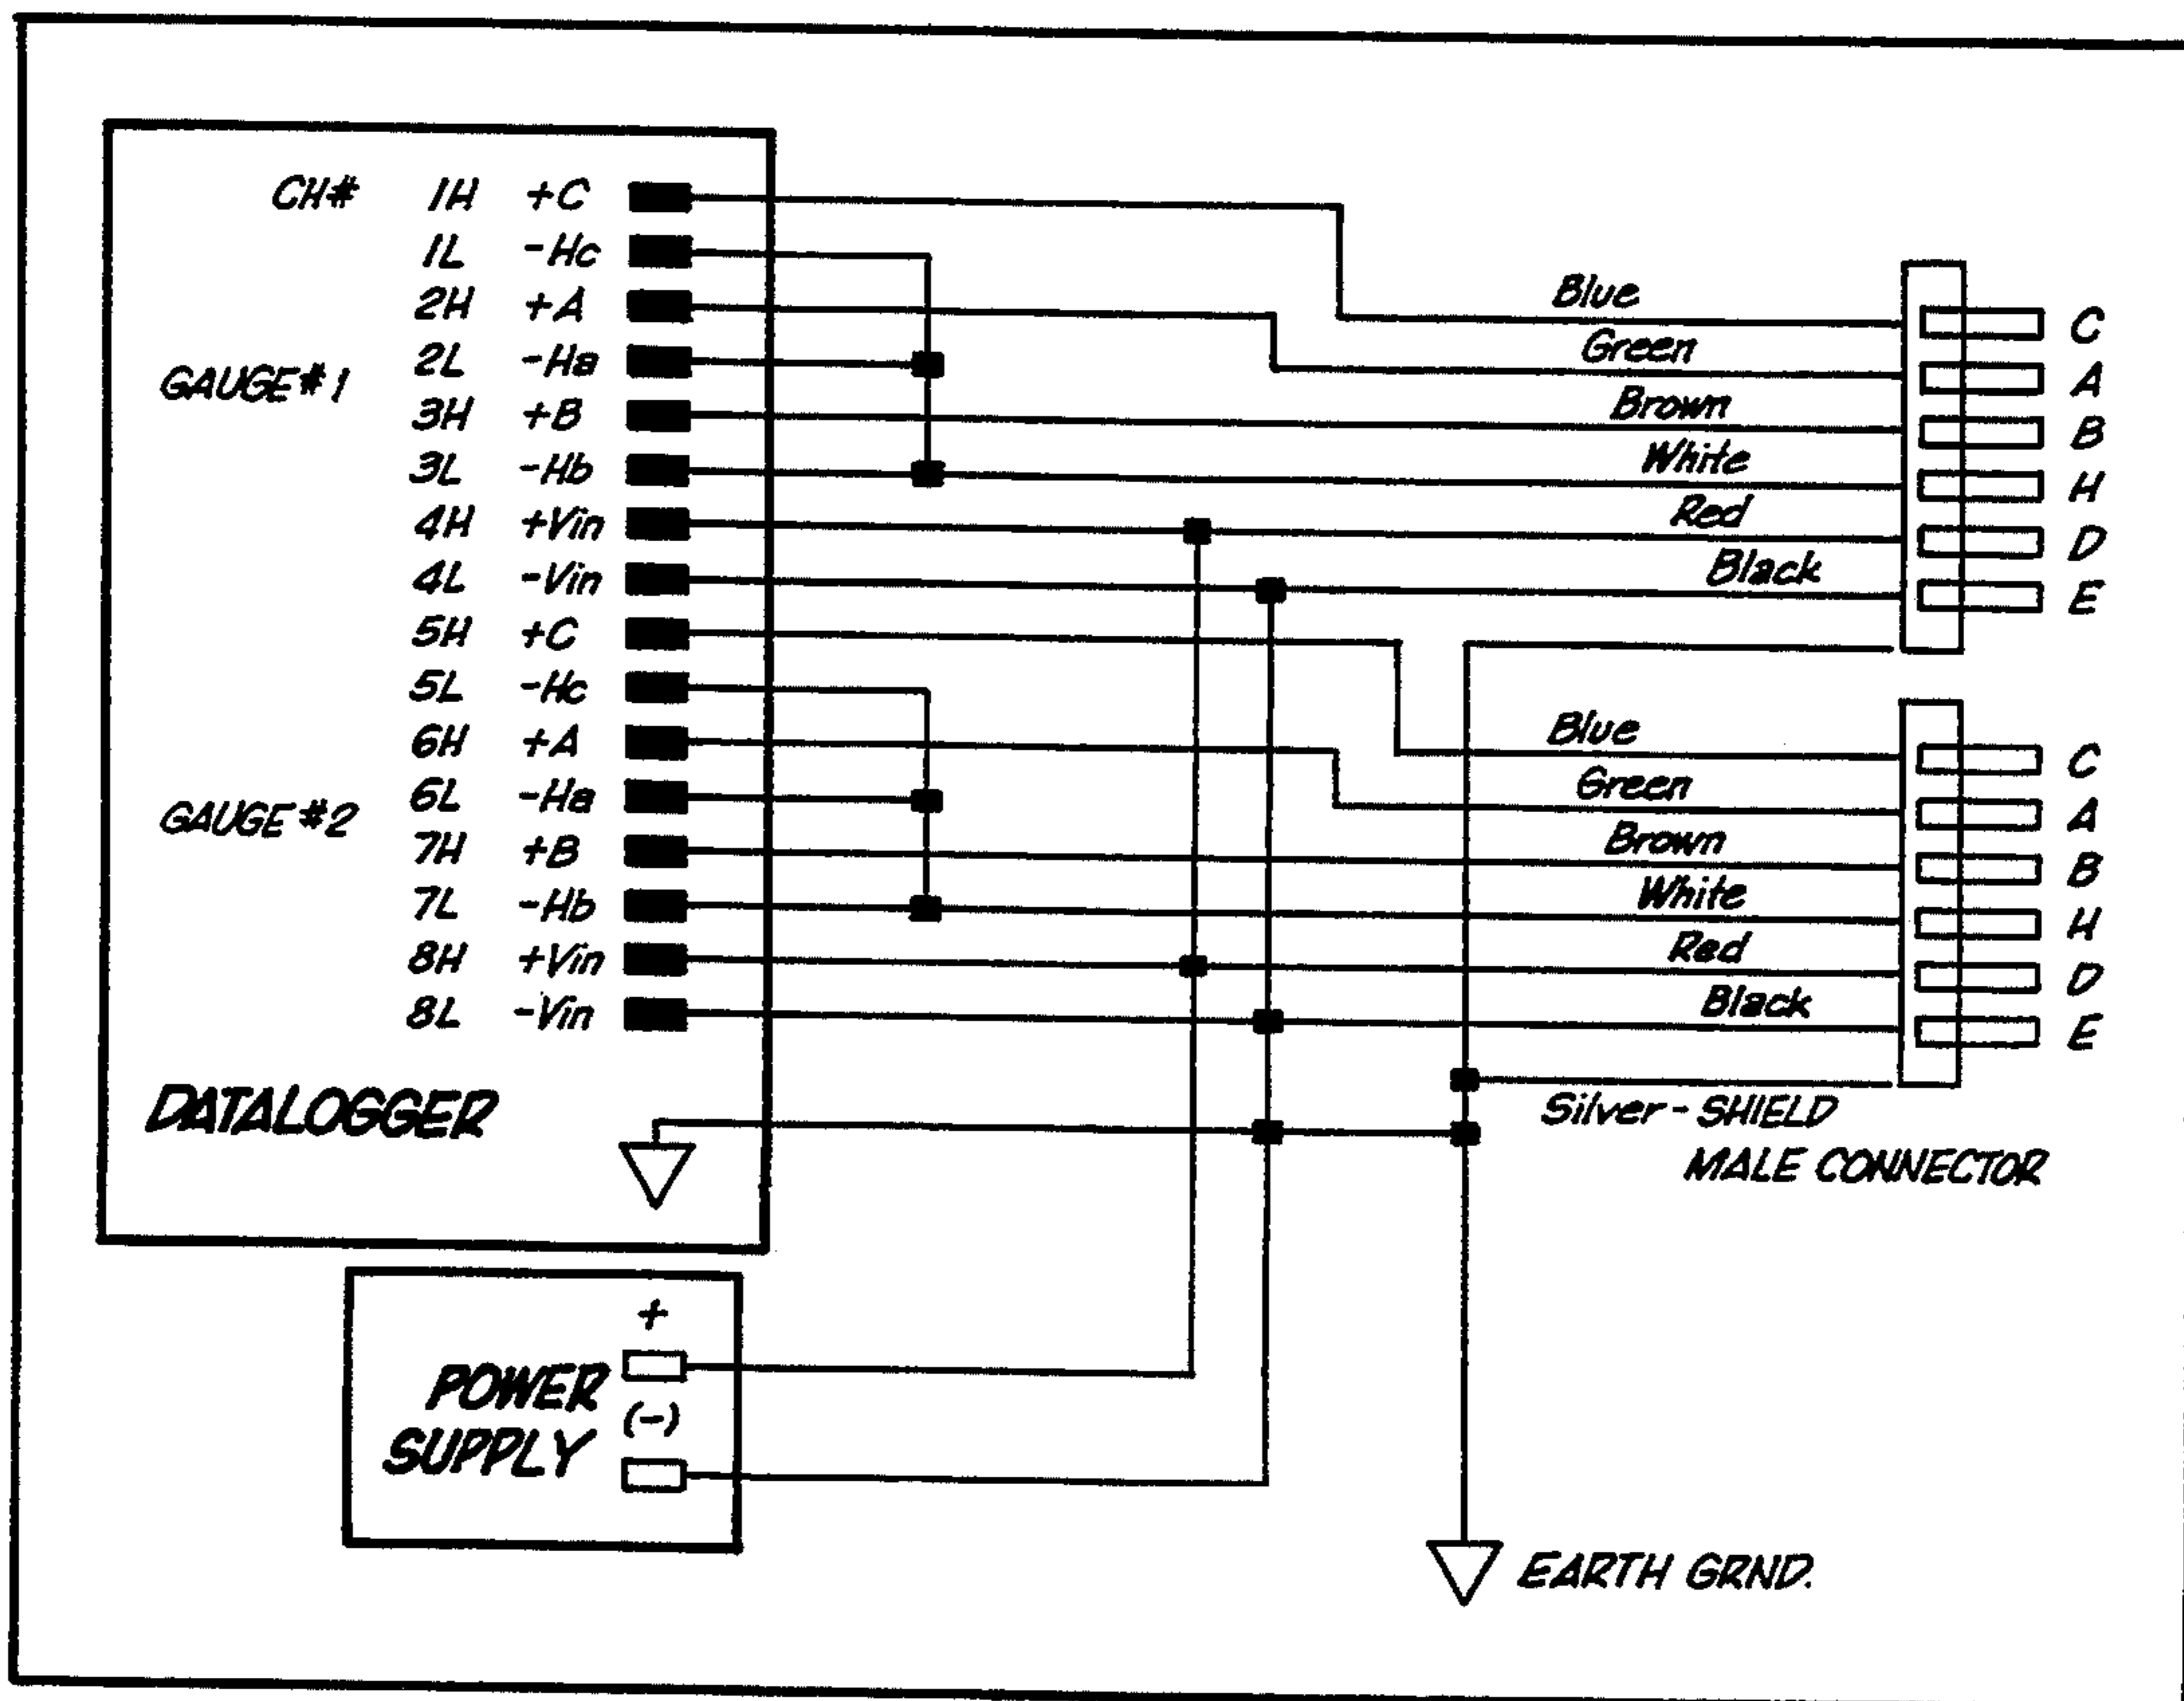 CH# 1H +C
1L -Hc
2H +A
GAUGE#1 2L -Ha
3H +B
3L -Hb
4H +Vin
4L -Vin
5H +C
5L -Hc
6H +A
GAUGE#2 6L -Ha
7H +B
7L -Hb
8H +Vin
8L -Vin
DATALOGGER
+
POWER
(-)
SUPPLY
Blue C
Green A
Brown B
White H
Red D
Black E
Blue C
Green A
Brown B
White H
Red D
Black E
Silver - SHIELD
MALE CONNECTOR
EARTH GRND.